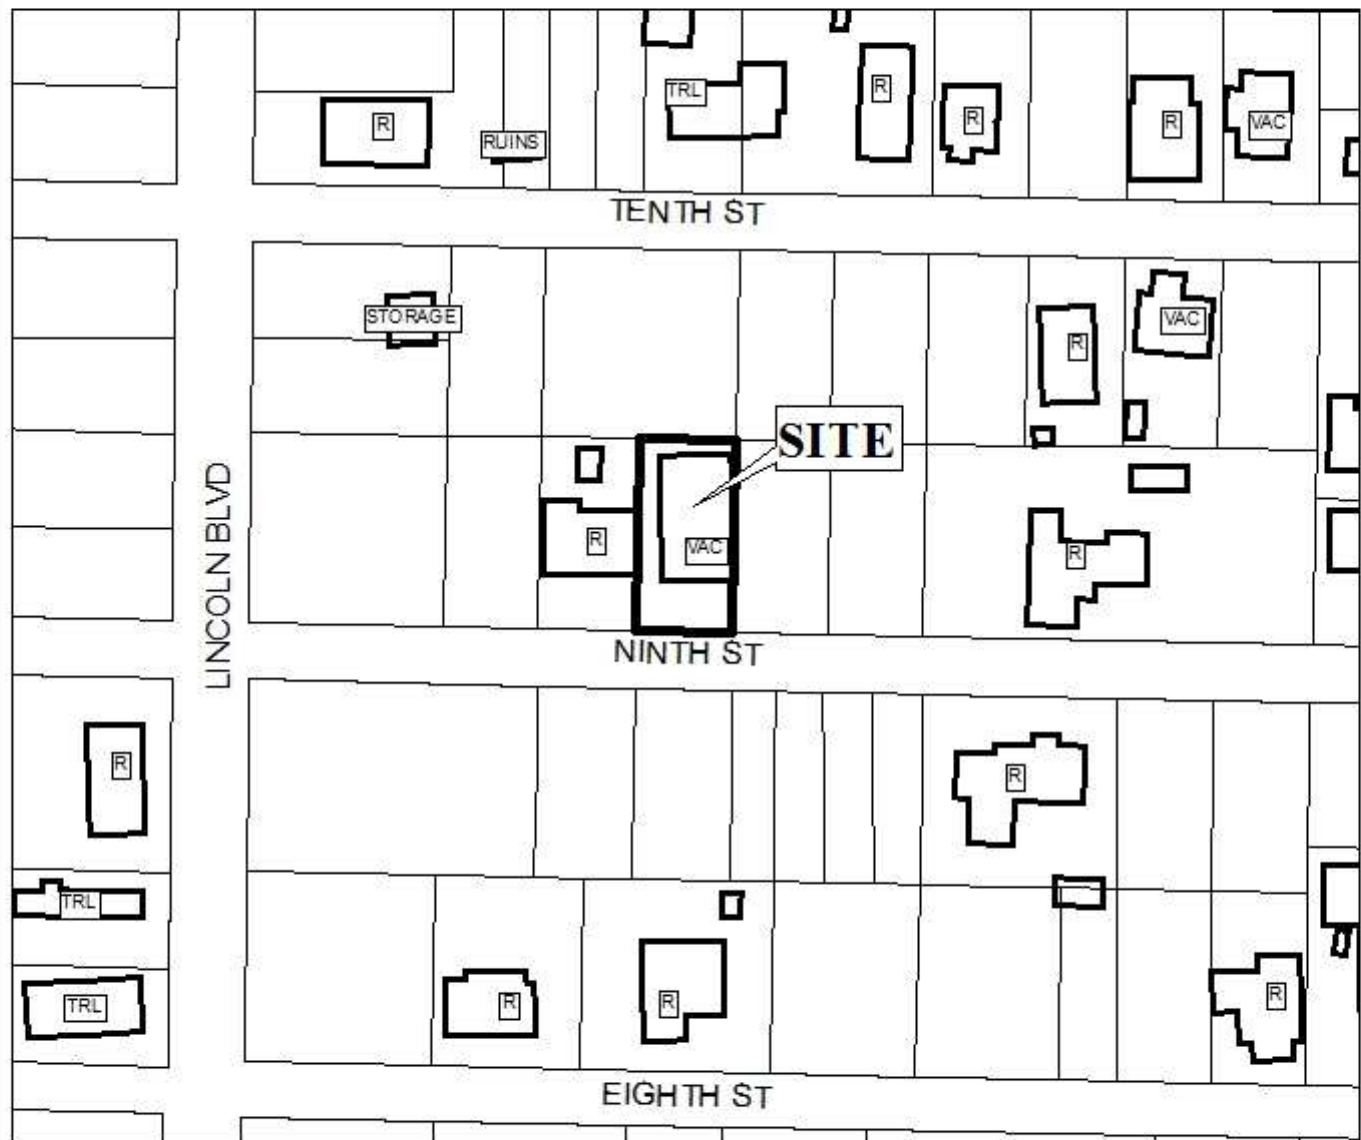 TRL
R
R
R
R
VAC
RUINS
TENTH ST
STORAGE
VAC
R
SITE
R
VAC
R
LINCOLN BLVD
NINTH ST
R
R
TRL
TRL
R
R
R
EIGHTH ST